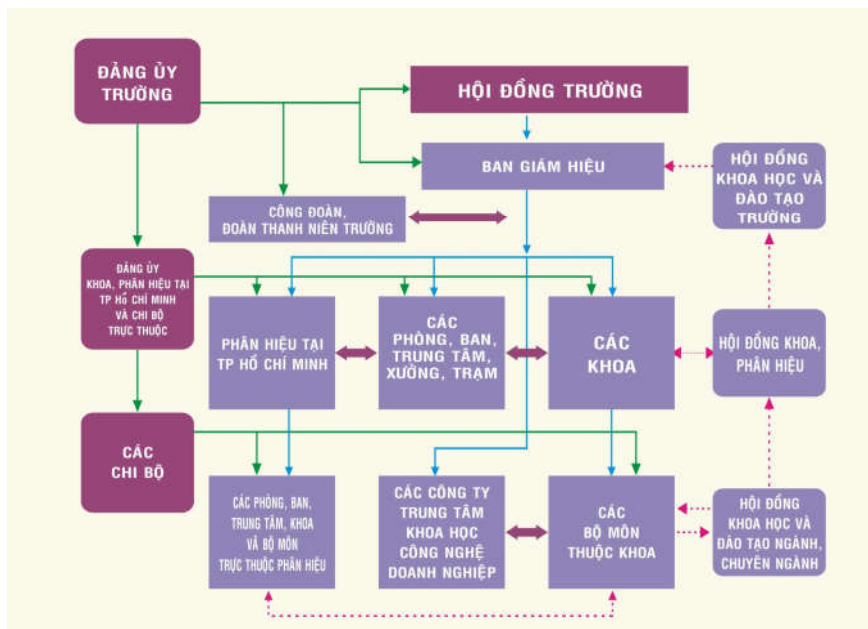 ĐẢNG ỦY
TRƯỜNG
HỘI ĐỒNG TRƯỜNG
BAN GIÁM HIỆU
HỘI ĐỒNG
KHOA HỌC VÀ
ĐÀO TẠO
TRƯỜNG
CÔNG ĐOÀN,
ĐOÀN THANH NIÊN TRƯỜNG
ĐẢNG ỦY
KHOA, PHÂN HIỆU TẠI
TP HỒ CHÍ MINH
VÀ CHI BỘ
TRỰC THUỘC
PHÂN HIỆU TẠI
TP HỒ CHÍ MINH
CÁC
PHÒNG, BAN,
TRUNG TÂM,
XƯỞNG, TRẠM
CÁC
KHOA
HỘI ĐỒNG KHOA,
PHÂN HIỆU
CÁC
CHI BỘ
CÁC PHÒNG, BAN,
TRUNG TÂM, KHOA
VẢ BỘ MÔN
TRỰC THUỘC PHÂN HIỆU
CÁC CÔNG TY
TRUNG TÂM
KHOA HỌC
CÔNG NGHỆ
DOANH NGHIỆP
CÁC
BỘ MÔN
THUỘC KHOA
HỘI ĐỒNG
KHOA HỌC VÀ
ĐÀO TẠO NGÀNH,
CHUYÊN NGÀNH